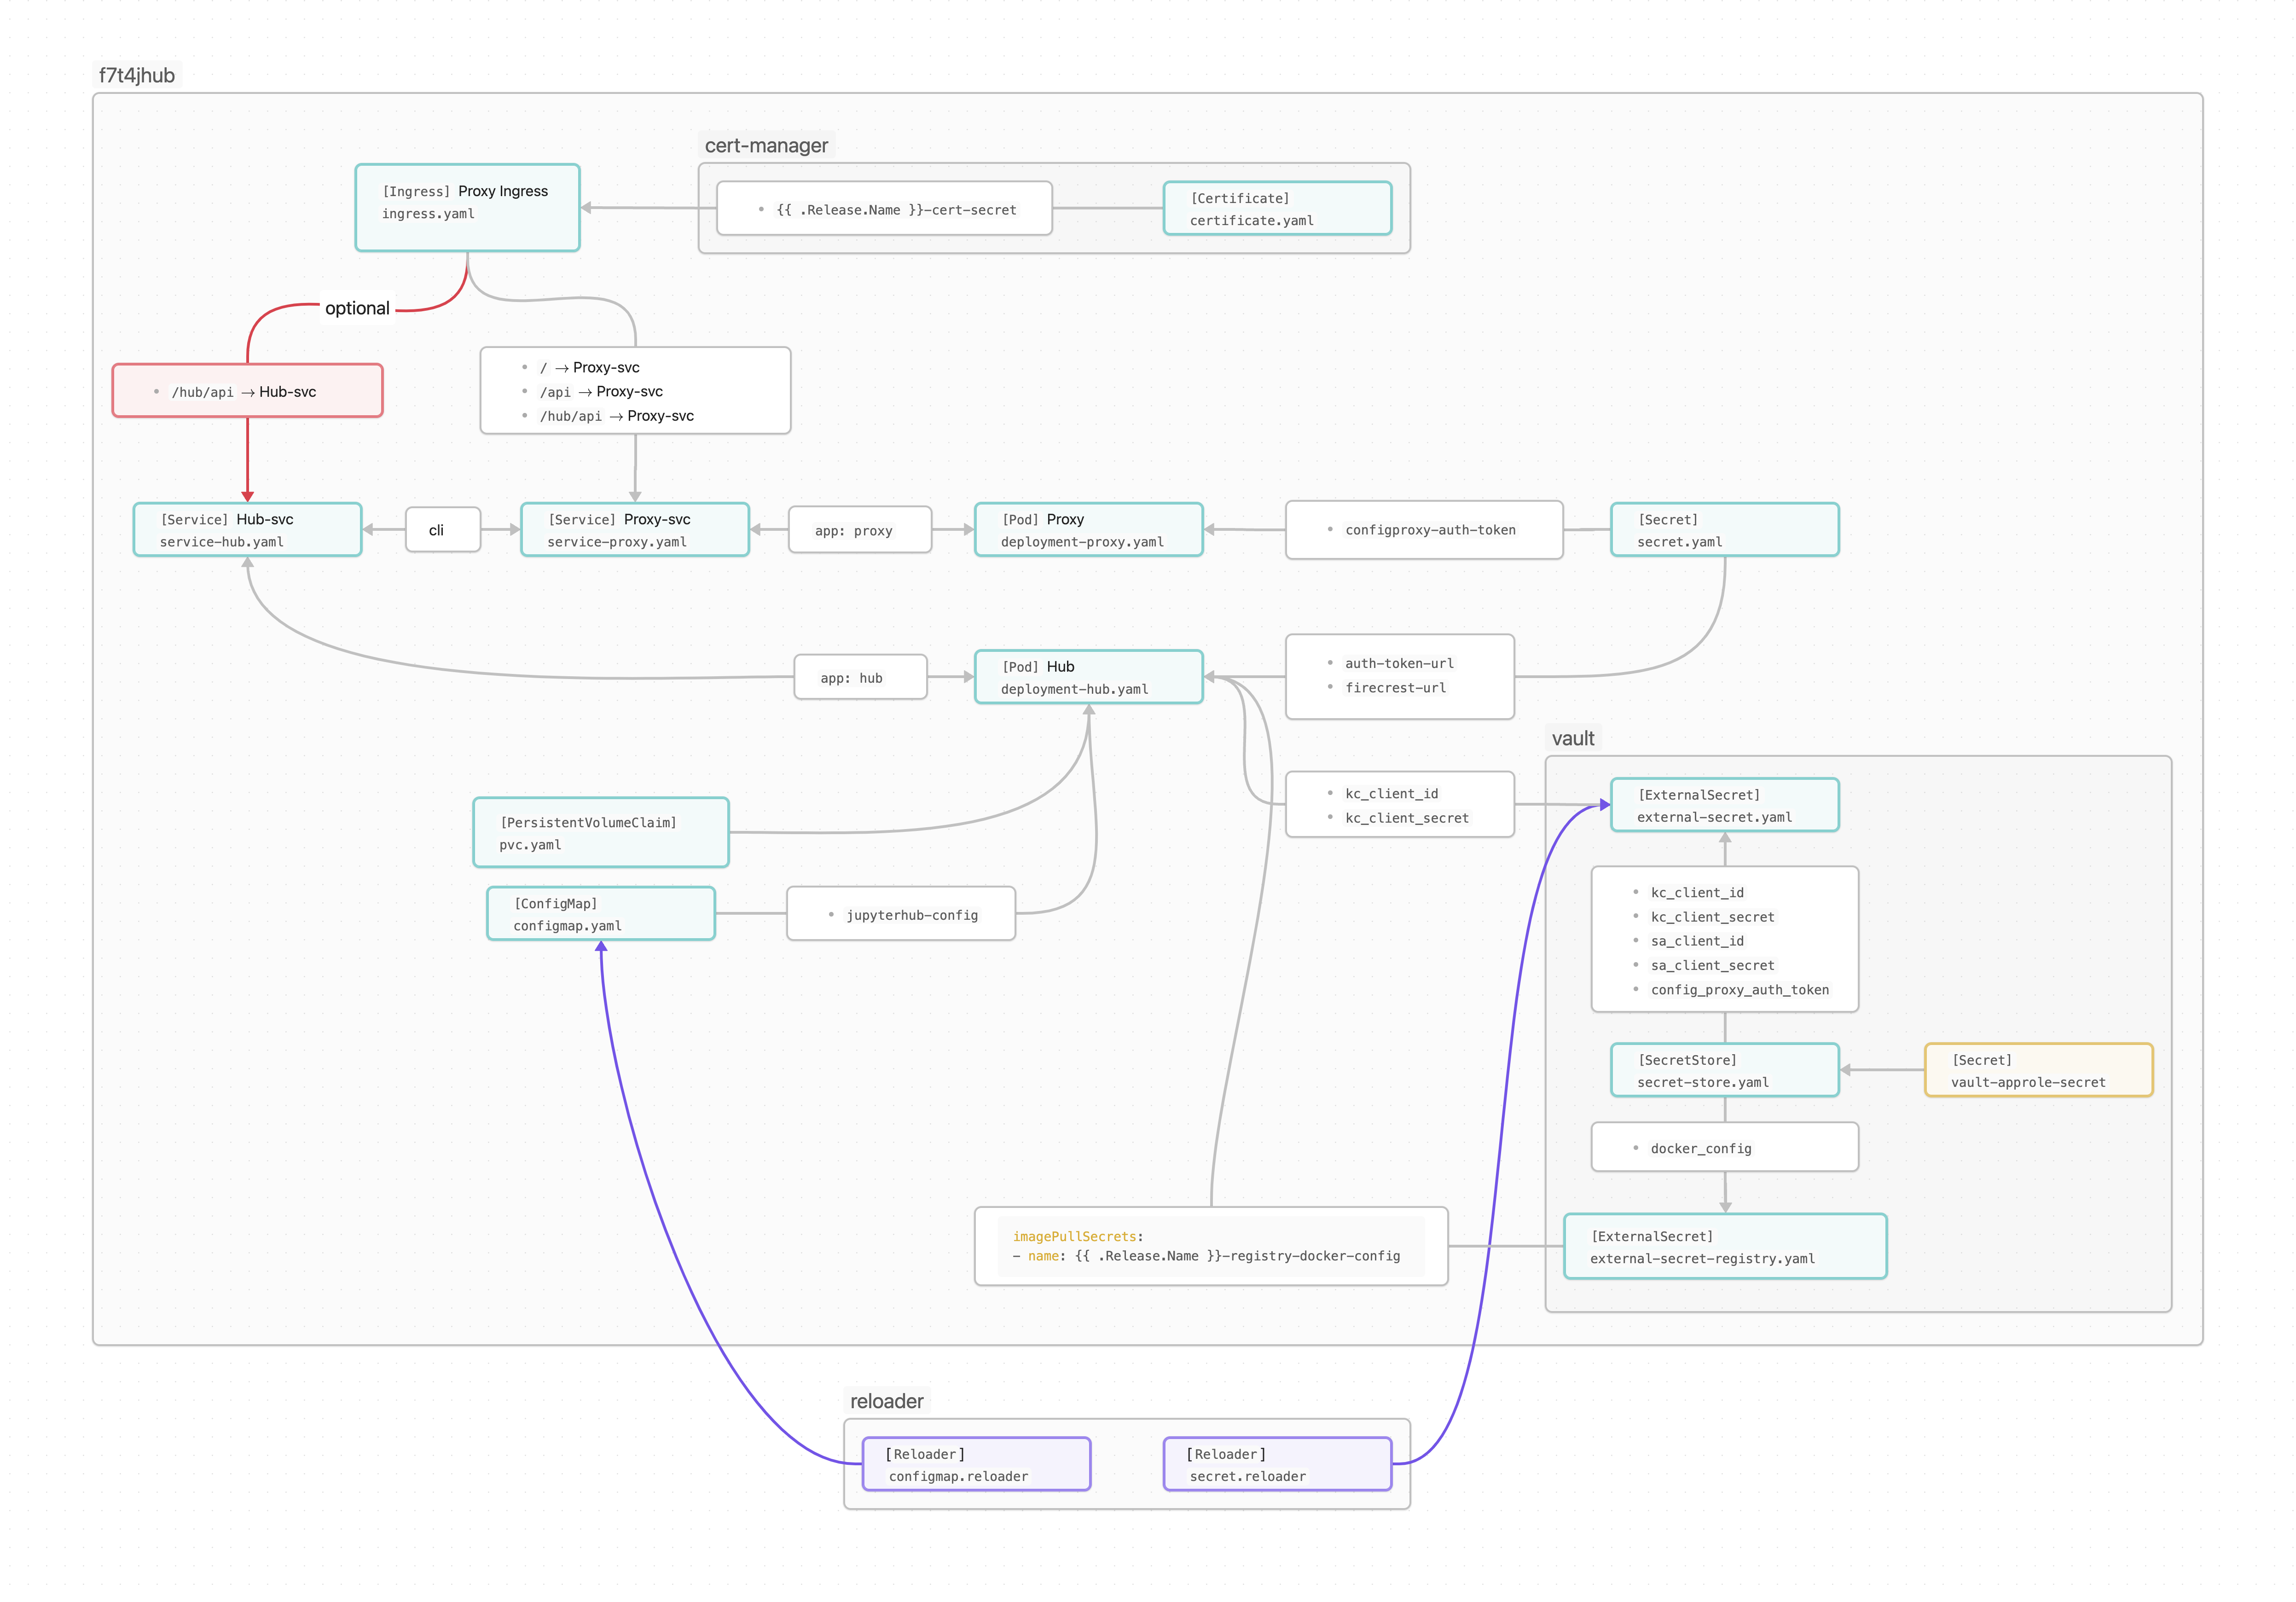 f7t4jhub
cert-manager
[Ingress] Proxy Ingress
ingress.yaml
• {{ .Release.Name }}-cert-secret
[Certificate]
certificate.yaml
optional
• /hub/api → Hub-svc
• / → Proxy-svc
• /api → Proxy-svc
• /hub/api → Proxy-svc
[Service] Hub-svc
service-hub.yaml
cli
[Service] Proxy-svc
service-proxy.yaml
app: proxy
[Pod] Proxy
deployment-proxy.yaml
• configproxy-auth-token
[Secret]
secret.yaml
app: hub
[Pod] Hub
deployment-hub.yaml
• auth-token-url
• firecrest-url
vault
[PersistentVolumeClaim]
pvc.yaml
• kc_client_id
• kc_client_secret
[ExternalSecret]
external-secret.yaml
[ConfigMap]
configmap.yaml
• jupyterhub-config
• kc_client_id
• kc_client_secret
• sa_client_id
• sa_client_secret
• config_proxy_auth_token
[SecretStore]
secret-store.yaml
[Secret]
vault-approle-secret
• docker_config
imagePullSecrets:
- name: {{ .Release.Name }}-registry-docker-config
[ExternalSecret]
external-secret-registry.yaml
reloader
[Reloader]
configmap.reloader
[Reloader]
secret.reloader